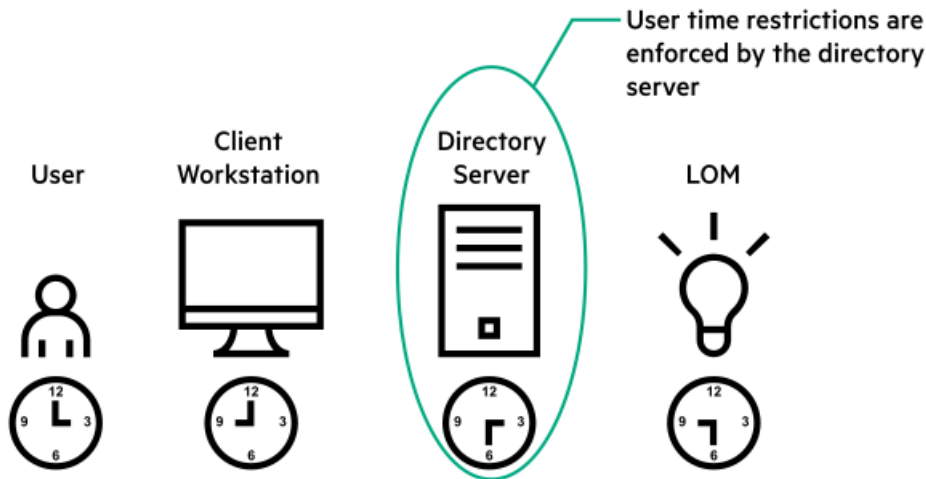 User time restrictions are
enforced by the directory
server
User
Client
Workstation
Directory
Server
LOM
12
9
3
6
12
9
3
6
12
9
3
6
12
9
3
6